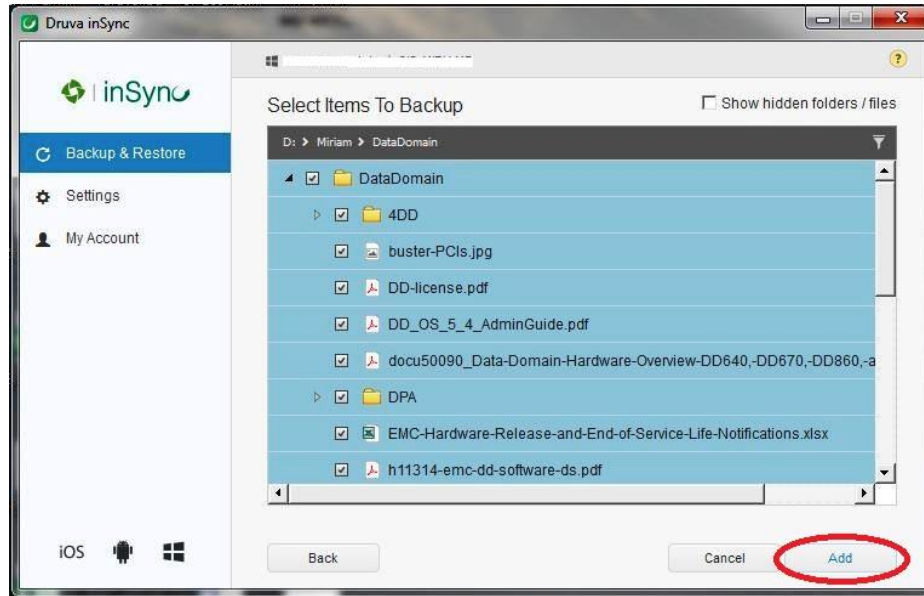 Druva inSync
inSync
?
Select Items To Backup
Show hidden folders / files
Backup & Restore
D: > Miriam > DataDomain
DataDomain
Settings
4DD
My Account
buster-PCIs.jpg
DD-license.pdf
DD_OS_5_4_AdminGuide.pdf
docu50090_Data-Domain-Hardware-Overview-DD640,-DD670,-DD860,-a
DPA
EMC-Hardware-Release-and-End-of-Service-Life-Notifications.xlsx
h11314-emc-dd-software-ds.pdf
iOS
Back
Cancel
Add